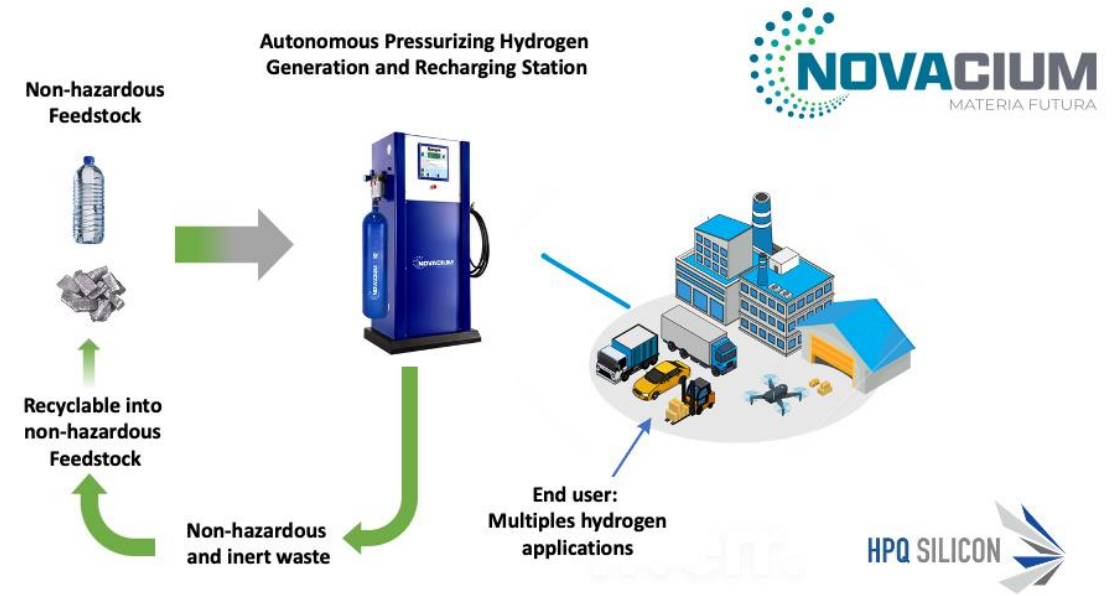 Autonomous Pressurizing Hydrogen
Generation and Recharging Station
NOVACIUM
MATERIA FUTURA
Non-hazardous
Feedstock
NOVACIUM
NOVACIUM
Recyclable into
non-hazardous
Feedstock
Non-hazardous
and inert waste
End user:
Multiples hydrogen
applications
HPQ SILICON